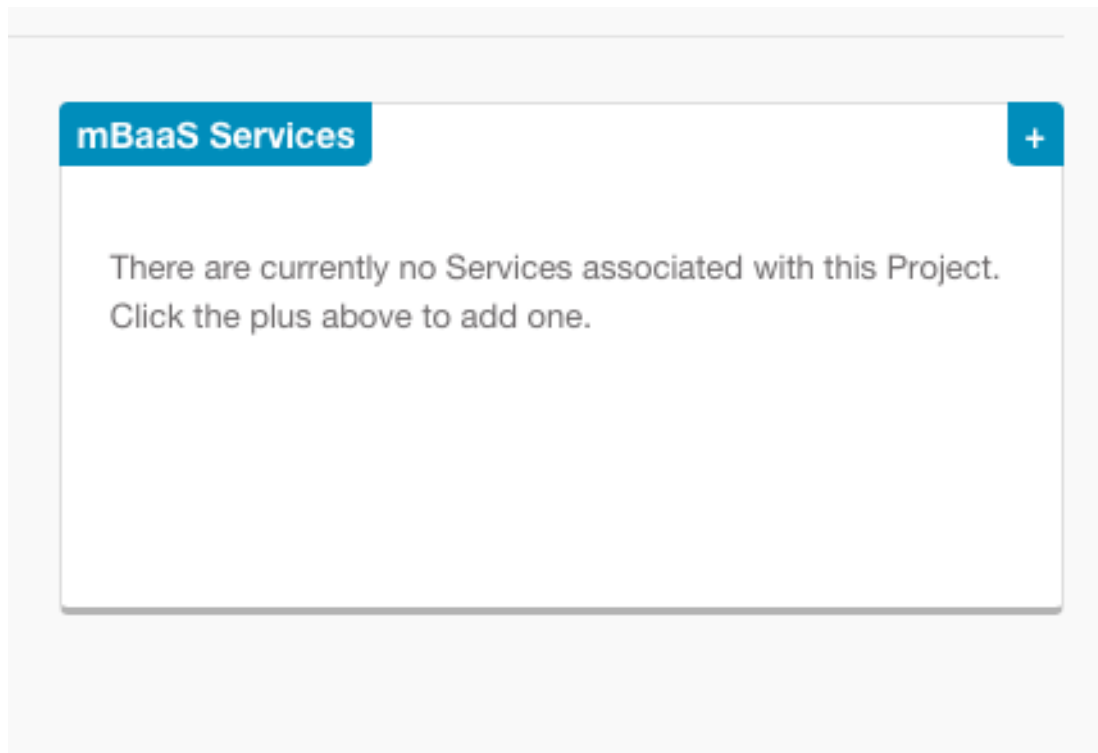 mBaaS Services
+
There are currently no Services associated with this Project.
Click the plus above to add one.